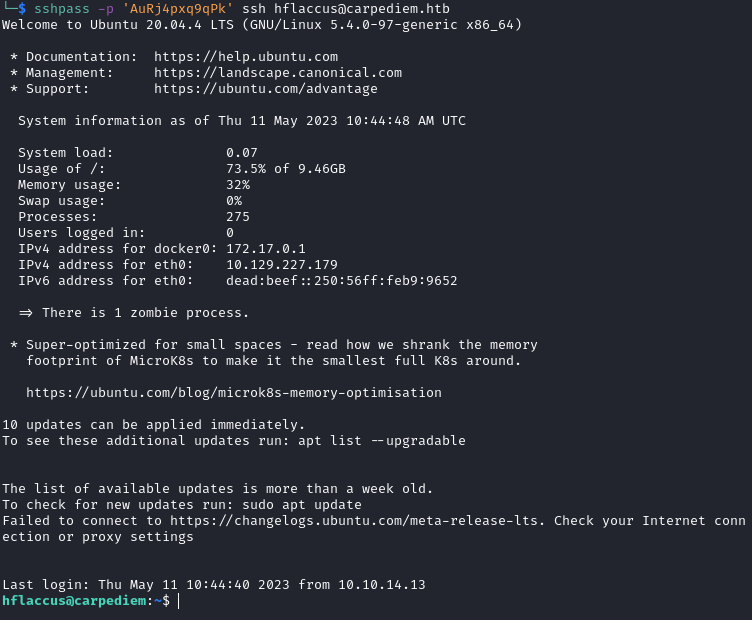 └─$ sshpass -p 'AuRj4pxq9qPk' ssh hflaccus@carpediem.htb
Welcome to Ubuntu 20.04.4 LTS (GNU/Linux 5.4.0-97-generic x86_64)

 * Documentation:  https://help.ubuntu.com
 * Management:     https://landscape.canonical.com
 * Support:        https://ubuntu.com/advantage

  System information as of Thu 11 May 2023 10:44:48 AM UTC

  System load:              0.07
  Usage of /:               73.5% of 9.46GB
  Memory usage:             32%
  Swap usage:               0%
  Processes:                275
  Users logged in:          0
  IPv4 address for docker0: 172.17.0.1
  IPv4 address for eth0:    10.129.227.179
  IPv6 address for eth0:    dead:beef::250:56ff:feb9:9652

  => There is 1 zombie process.

 * Super-optimized for small spaces - read how we shrank the memory
   footprint of MicroK8s to make it the smallest full K8s around.

   https://ubuntu.com/blog/microk8s-memory-optimisation

10 updates can be applied immediately.
To see these additional updates run: apt list --upgradable


The list of available updates is more than a week old.
To check for new updates run: sudo apt update
Failed to connect to https://changelogs.ubuntu.com/meta-release-lts. Check your Internet conn
ection or proxy settings


Last login: Thu May 11 10:44:40 2023 from 10.10.14.13
hflaccus@carpediem:~$